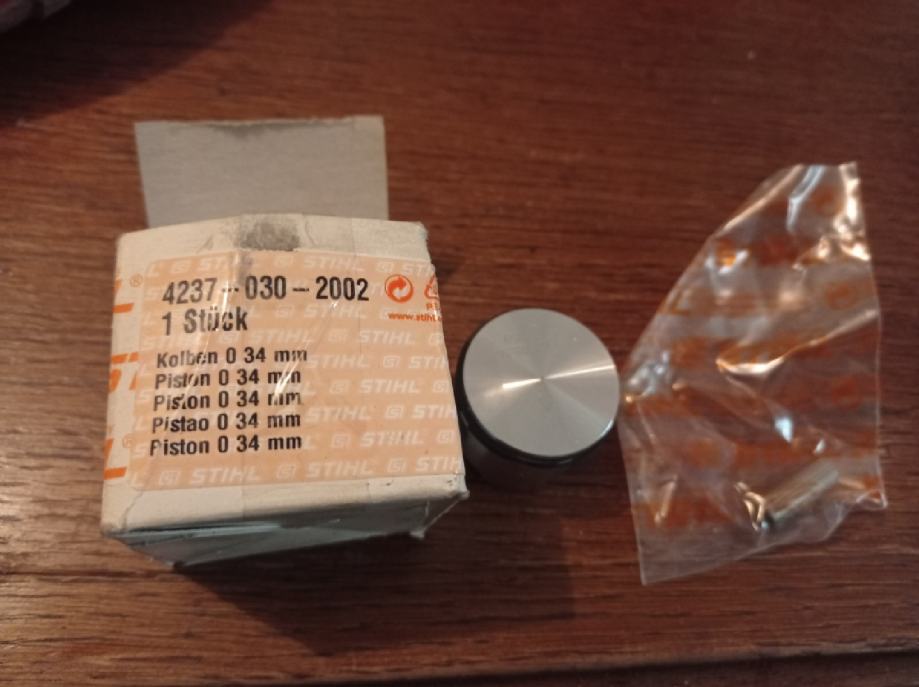 4237-030-2002
1 Stück
Kolben 0 34 mm
Piston 0 34 mm
Piston 0 34 mm
Pistao 0 34 mm
Piston 0 34 mm
www.stihl.
STIHL